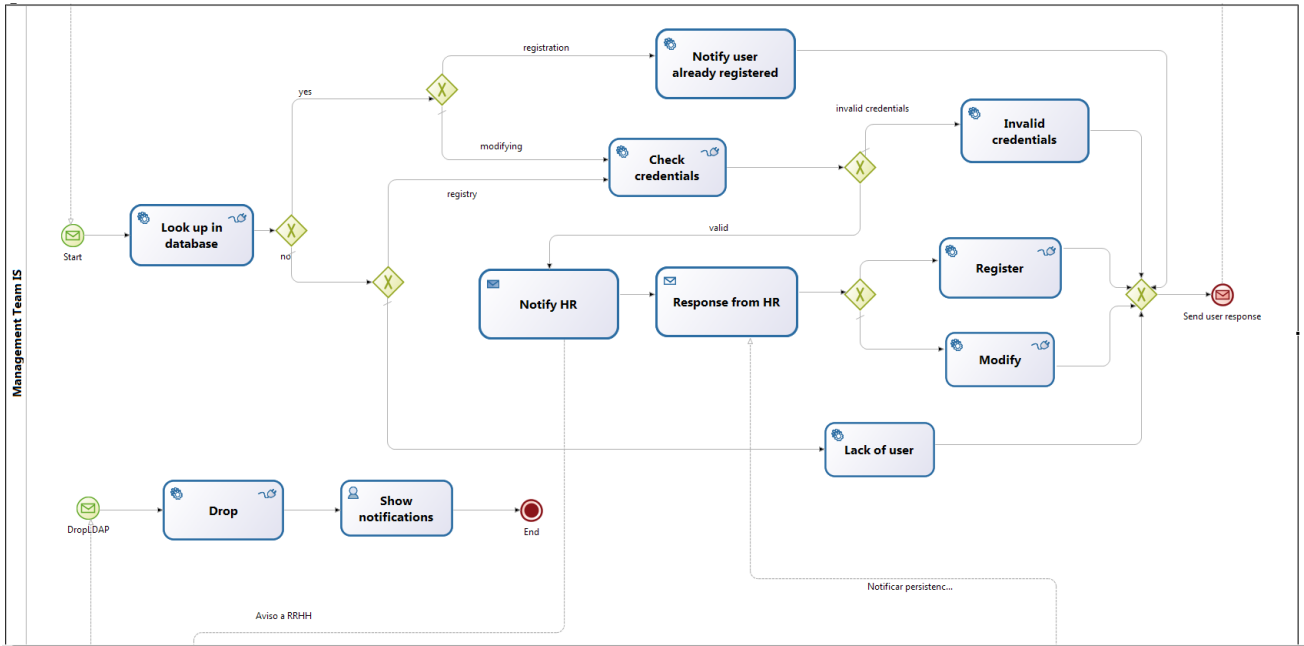 Management Team IS
registration
Notify user
already registered
yes
invalid credentials
Invalid
credentials
modifying
Check
credentials
registry
Look up in
database
Start
no
valid
Notify HR
Response from HR
Register
Send user response
Modify
Lack of user
Drop
Show
notifications
DropLDAP
End
Notificar persistenc...
Aviso a RRHH